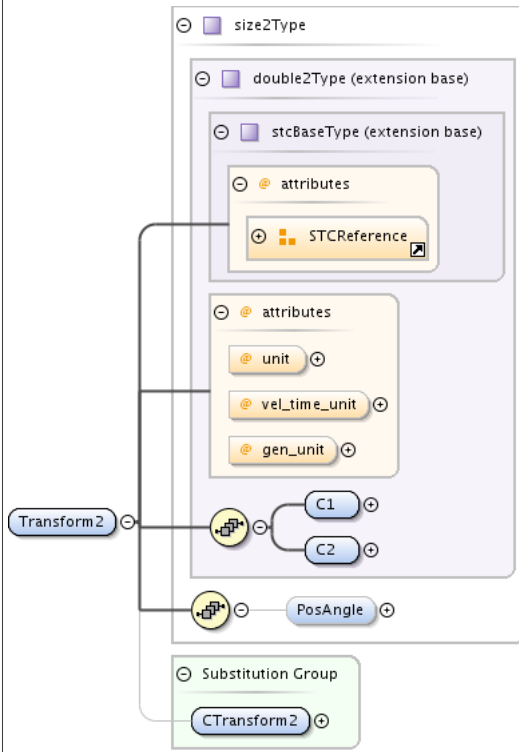 size2Type
double2Type (extension base)
stcBaseType (extension base)
@ attributes
STCReference
@ attributes
@ unit
@ vel_time_unit
@ gen_unit
C1
Transform2
C2
PosAngle
Substitution Group
CTransform2